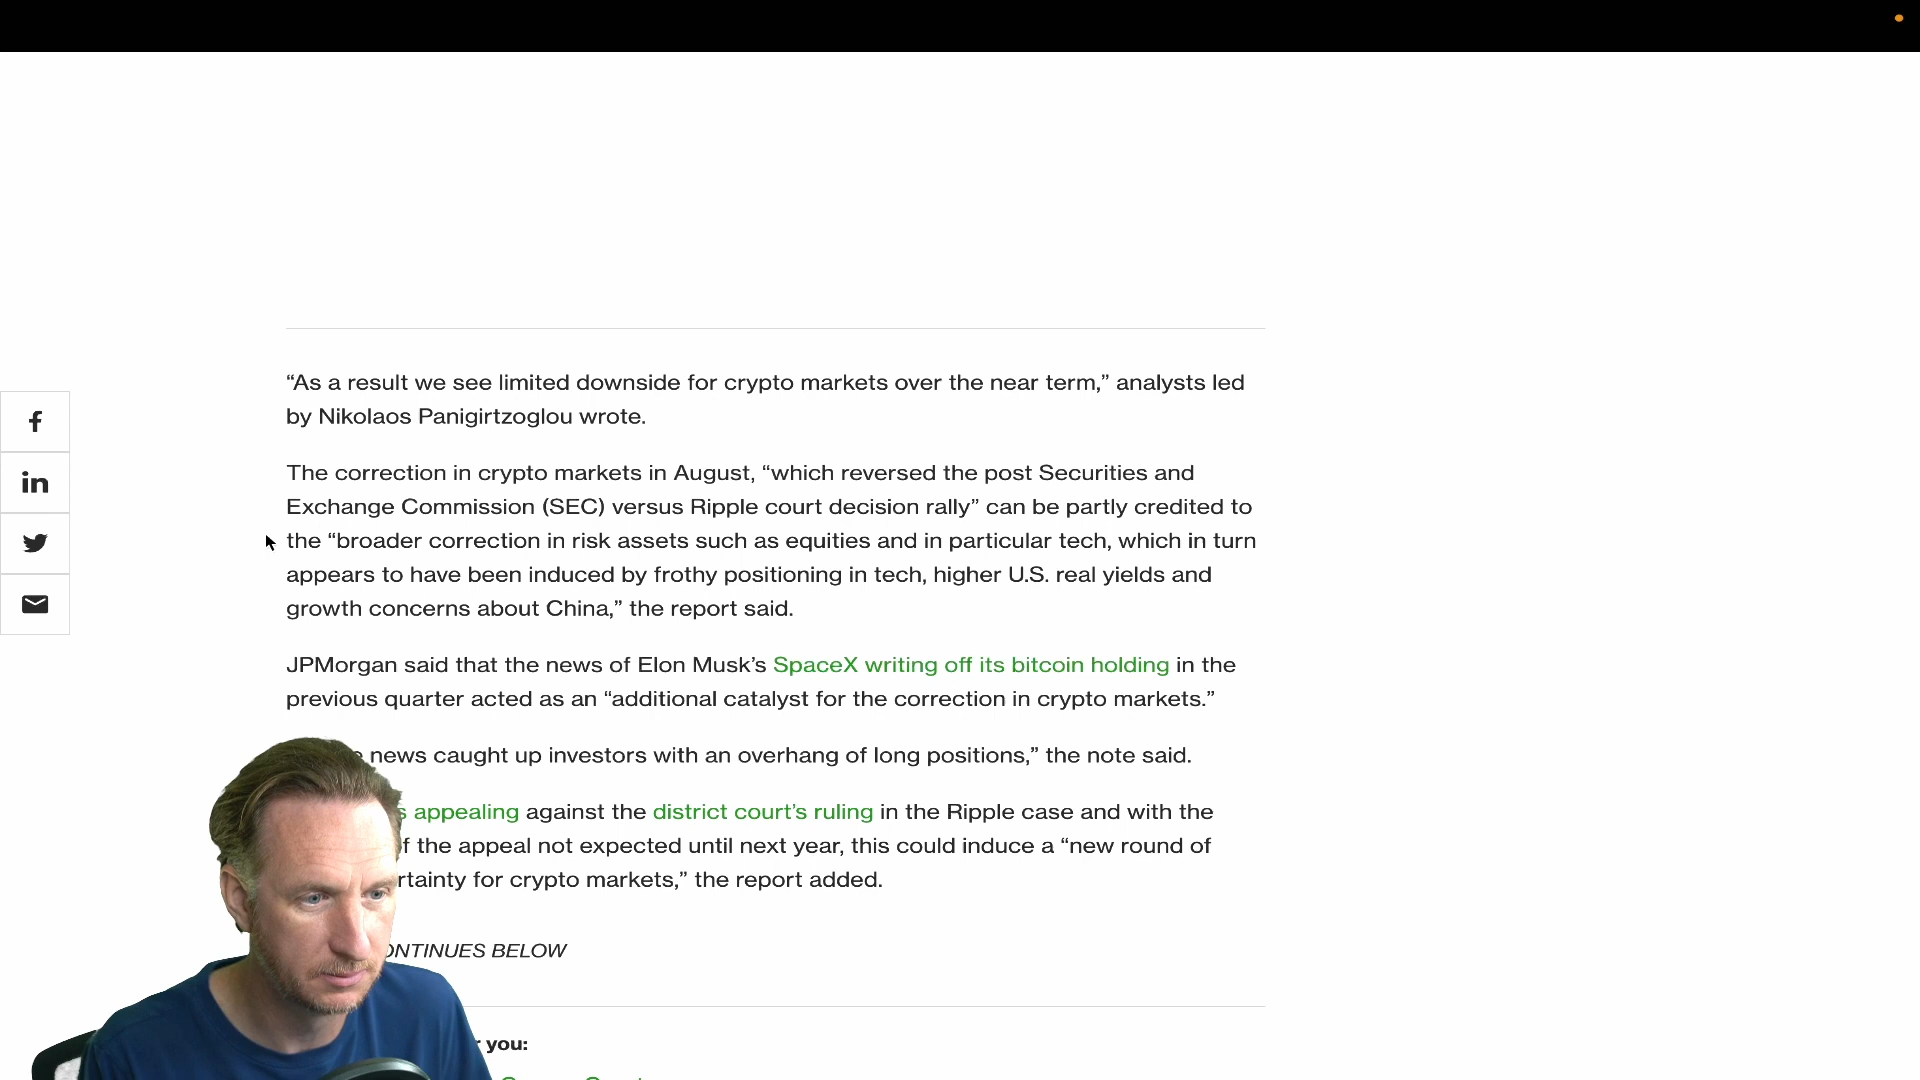 “As a result we see limited downside for crypto markets over the near term,” analysts led
by Nikolaos Panigirtzoglou wrote.
The correction in crypto markets in August, “which reversed the post Securities and
Exchange Commission (SEC) versus Ripple court decision rally” can be partly credited to
the “broader correction in risk assets such as equities and in particular tech, which in turn
appears to have been induced by frothy positioning in tech, higher U.S. real yields and
growth concerns about China,” the report said.
JPMorgan said that the news of Elon Musk’s SpaceX writing off its bitcoin holding in the
previous quarter acted as an “additional catalyst for the correction in crypto markets.”
news caught up investors with an overhang of long positions,” the note said.
appealing against the district court’s ruling in the Ripple case and with the
the appeal not expected until next year, this could induce a “new round of
for crypto markets,” the report added.
BELOW
you: